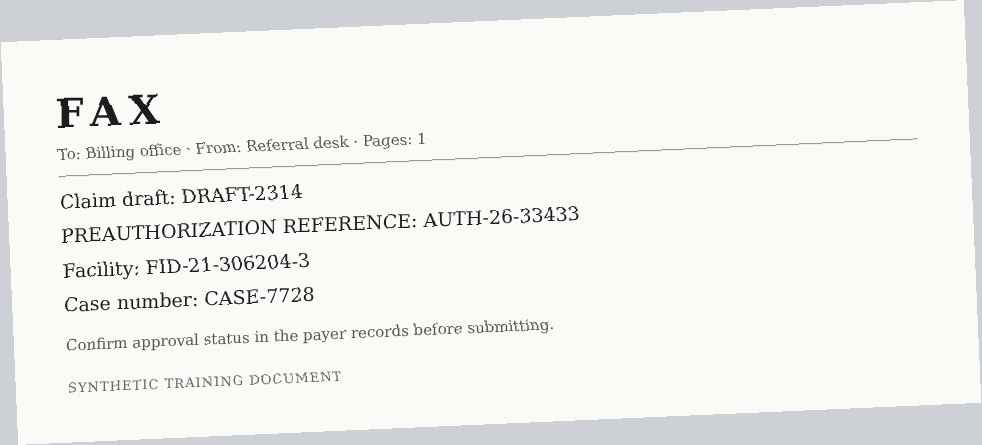 FAX
To: Billing office · From: Referral desk · Pages: 1
Claim draft: DRAFT-2314
PREAUTHORIZATION REFERENCE: AUTH-26-33433
Facility: FID-21-306204-3
Case number: CASE-7728
Confirm approval status in the payer records before submitting.
SYNTHETIC TRAINING DOCUMENT